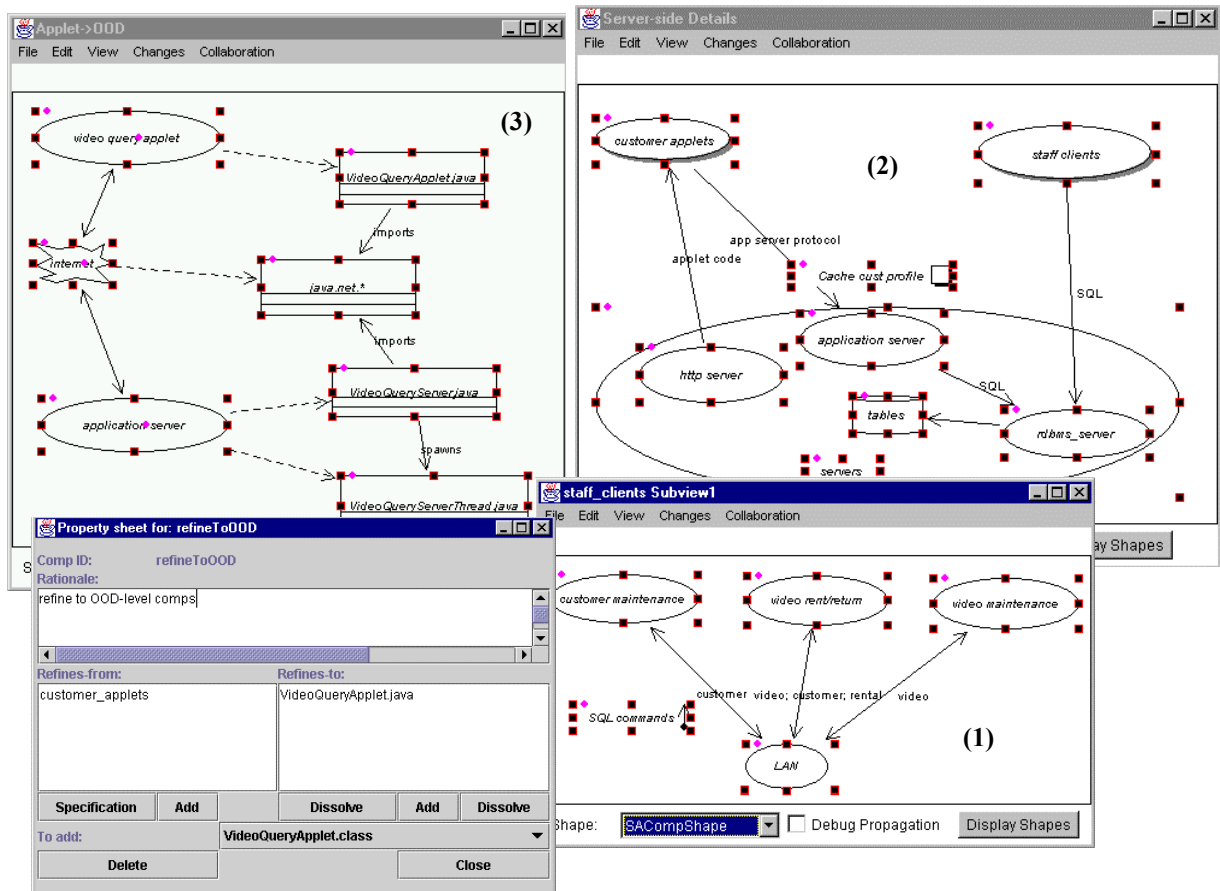 Applet->OOD
File Edit View Changes Collaboration
(3)
video query applet
VideoQueryApplet.java
imports
internet
java.net.*
imports
VideoQueryServer.java
application server
spawns
VideoQueryServerThread.java
S
Server-side Details
File Edit View Changes Collaboration
(2)
customer applets
staff clients
app server protocol
applet code
Cache cust profile
SQL
application server
http server
SQL
tables
rdbms_server
servers
ay Shapes
staff_clients Subview1
File Edit View Changes Collaboration
customer maintenance
video rent/return
video maintenance
customer video; customer; rental video
SQL commands
(1)
LAN
Shape: SACompShape Debug Propagation Display Shapes
Property sheet for: refineToOOD
Comp ID: refineToOOD
Rationale:
refine to OOD-level comps
Refines-from: Refines-to:
customer_applets VideoQueryApplet.java
Specification Add Dissolve Add Dissolve
To add: VideoQueryApplet.class
Delete Close